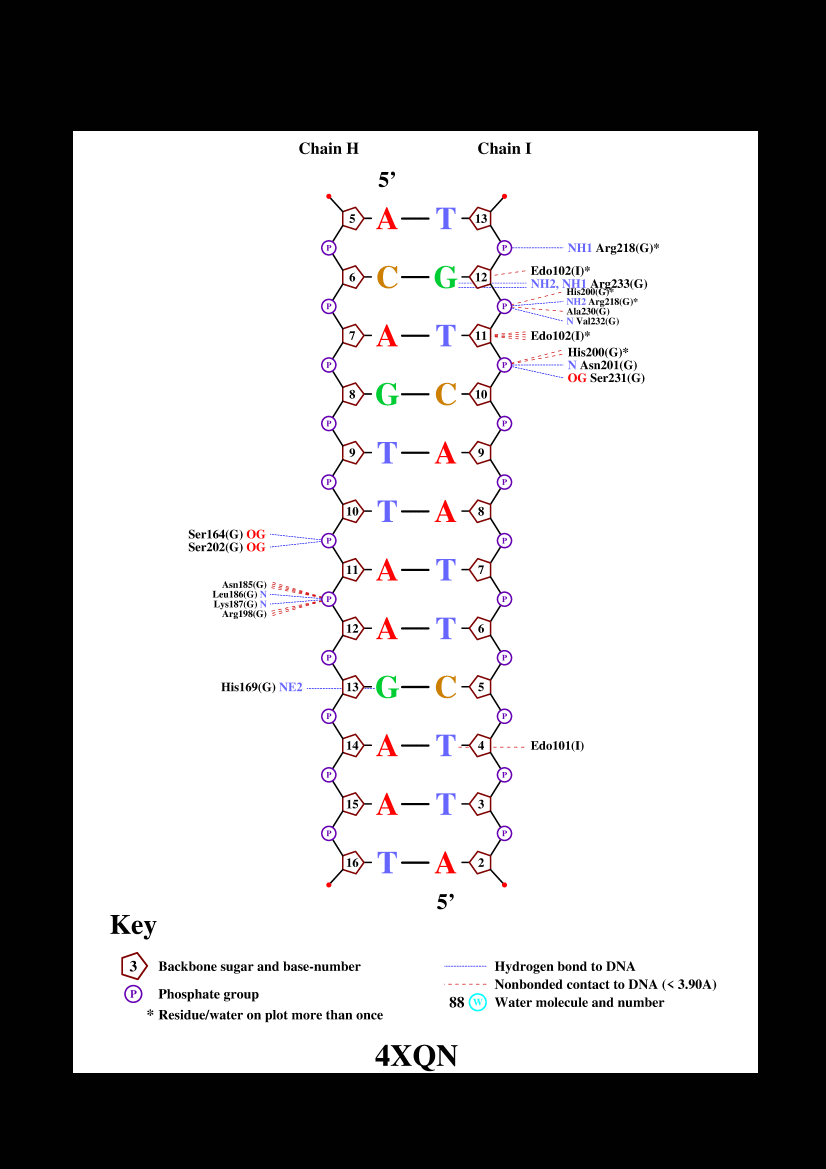 Chain H Chain I
5’
5 A T 13
P P NH1 Arg218(G)*
Edo102(I)*
6 C G 12
NH2, NH1 Arg233(G)
His200(G)*
P P NH2 Arg218(G)*
Ala230(G)
N Val232(G)
7 A T 11 Edo102(I)*
His200(G)*
P P N Asn201(G)
OG Ser231(G)
8 G C 10
P P
9 T A 9
P P
10 T A 8
Ser164(G) OG
P P
Ser202(G) OG
11 A T 7
Asn185(G)
Leu186(G) N
P P
Lys187(G) N
Arg198(G)
12 A T 6
P P
His169(G) NE2 13 G C 5
P P
14 A T 4 Edo101(I)
P P
15 A T 3
P P
16 T A 2
5’
Key
3 Backbone sugar and base-number
Hydrogen bond to DNA
Nonbonded contact to DNA (< 3.90A)
P Phosphate group
88 W Water molecule and number
* Residue/water on plot more than once
4XQN